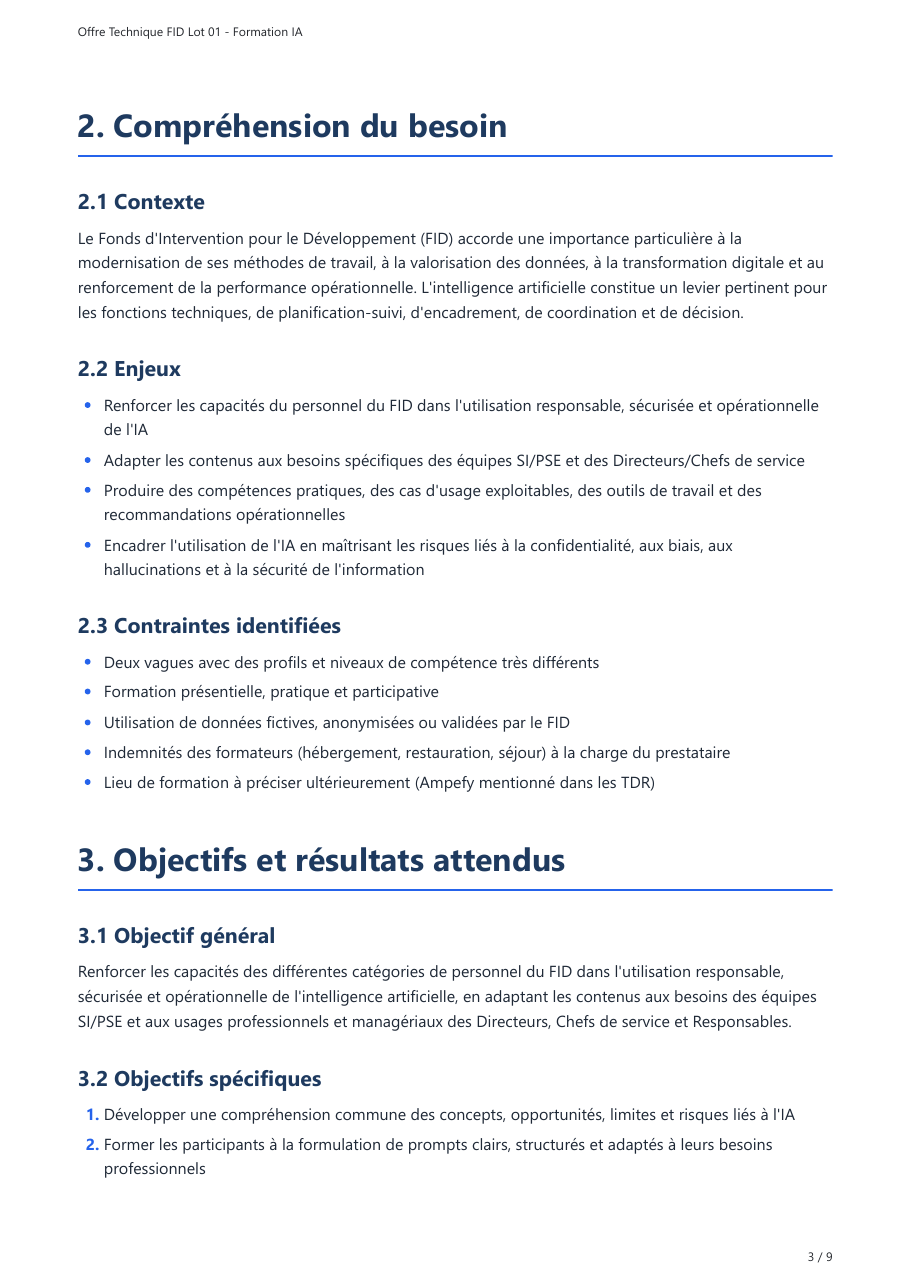 Offre Technique FID Lot 01 - Formation IA
2. Compréhension du besoin
2.1 Contexte
Le Fonds d'Intervention pour le Développement (FID) accorde une importance particulière à la
modernisation de ses méthodes de travail, à la valorisation des données, à la transformation digitale et au
renforcement de la performance opérationnelle. L'intelligence artificielle constitue un levier pertinent pour
les fonctions techniques, de planification-suivi, d'encadrement, de coordination et de décision.
2.2 Enjeux
• Renforcer les capacités du personnel du FID dans l'utilisation responsable, sécurisée et opérationnelle
de l'IA
• Adapter les contenus aux besoins spécifiques des équipes SI/PSE et des Directeurs/Chefs de service
• Produire des compétences pratiques, des cas d'usage exploitables, des outils de travail et des
recommandations opérationnelles
• Encadrer l'utilisation de l'IA en maîtrisant les risques liés à la confidentialité, aux biais, aux
hallucinations et à la sécurité de l'information
2.3 Contraintes identifiées
• Deux vagues avec des profils et niveaux de compétence très différents
• Formation présentielle, pratique et participative
• Utilisation de données fictives, anonymisées ou validées par le FID
• Indemnités des formateurs (hébergement, restauration, séjour) à la charge du prestataire
• Lieu de formation à préciser ultérieurement (Ampefy mentionné dans les TDR)
3. Objectifs et résultats attendus
3.1 Objectif général
Renforcer les capacités des différentes catégories de personnel du FID dans l'utilisation responsable,
sécurisée et opérationnelle de l'intelligence artificielle, en adaptant les contenus aux besoins des équipes
SI/PSE et aux usages professionnels et managériaux des Directeurs, Chefs de service et Responsables.
3.2 Objectifs spécifiques
1. Développer une compréhension commune des concepts, opportunités, limites et risques liés à l'IA
2. Former les participants à la formulation de prompts clairs, structurés et adaptés à leurs besoins
professionnels
3 / 9